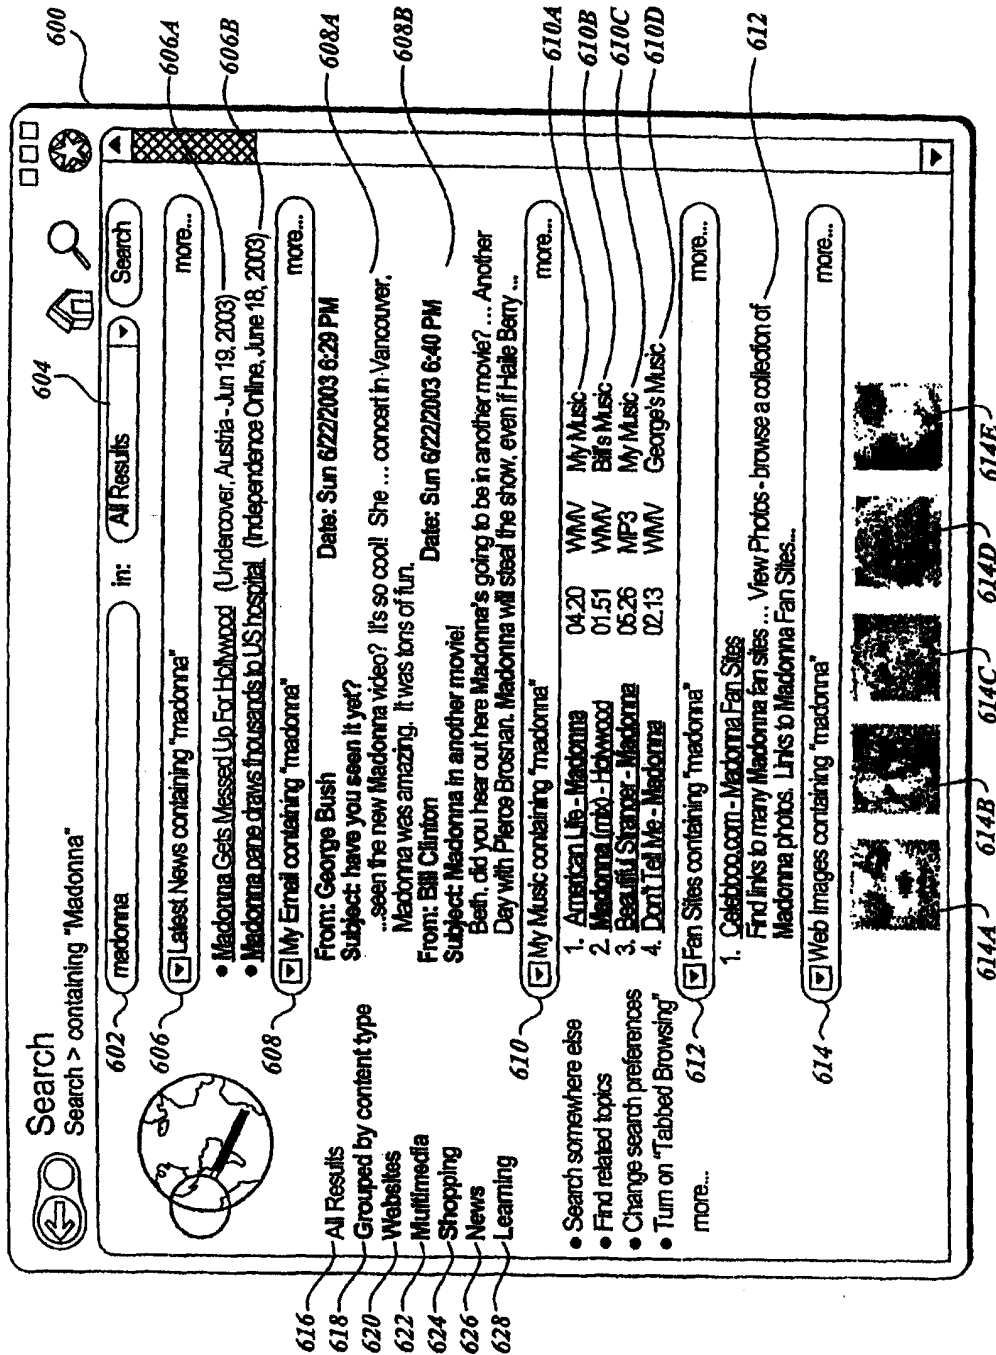 600
Search
Search > containing "Madonna"
604
602
madonna
in:
All Results
Search
606
Latest News containing "madonna"
more...
• Madonna Gets Messed Up For Hollywood (Undercover, Austria - Jun 19, 2003)
606A
• Madonna name draws thousands to US hospital (Independence Online, June 18, 2003)
606B
608
My Email containing "madonna"
more...
From: George Bush
Date: Sun 6/22/2003 6:29 PM
Subject: have you seen it yet?
...seen the new Madonna video? It's so cool! She ... concert in Vancouver.
608A
Madonna was amazing. It was tons of fun.
From: Bill Clinton
Date: Sun 6/22/2003 6:40 PM
608B
Subject: Madonna in another movie!
Beth, did you hear out here Madonna's going to be in another movie? ... Another
Day with Pierce Brosnan. Madonna will steal the show, even if Halle Berry ...
610
My Music containing "madonna"
more...
1. American Life - Madonna 04.20 WMV My Music
610A
2. Madonna (mix) - Holywood 01.51 WMV Bill's Music
610B
3. Beautiful Stranger - Madonna 05.26 MP3 My Music
610C
4. Don't Tell Me - Madonna 02.13 WMV George's Music
610D
612
Fan Sites containing "madonna"
more...
1. Celebboo.com - Madonna Fan Sites
Find links to many Madonna fan sites ... View Photos - browse a collection of
612
Madonna photos. Links to Madonna Fan Sites...
614
Web Images containing "madonna"
more...
614A
614B
614C
614D
614E
616
All Results
618
Grouped by content type
620
Websites
622
Multimedia
624
Shopping
626
News
628
Learning
• Search somewhere else
• Find related topics
• Change search preferences
• Turn on "Tabbed Browsing"
more...